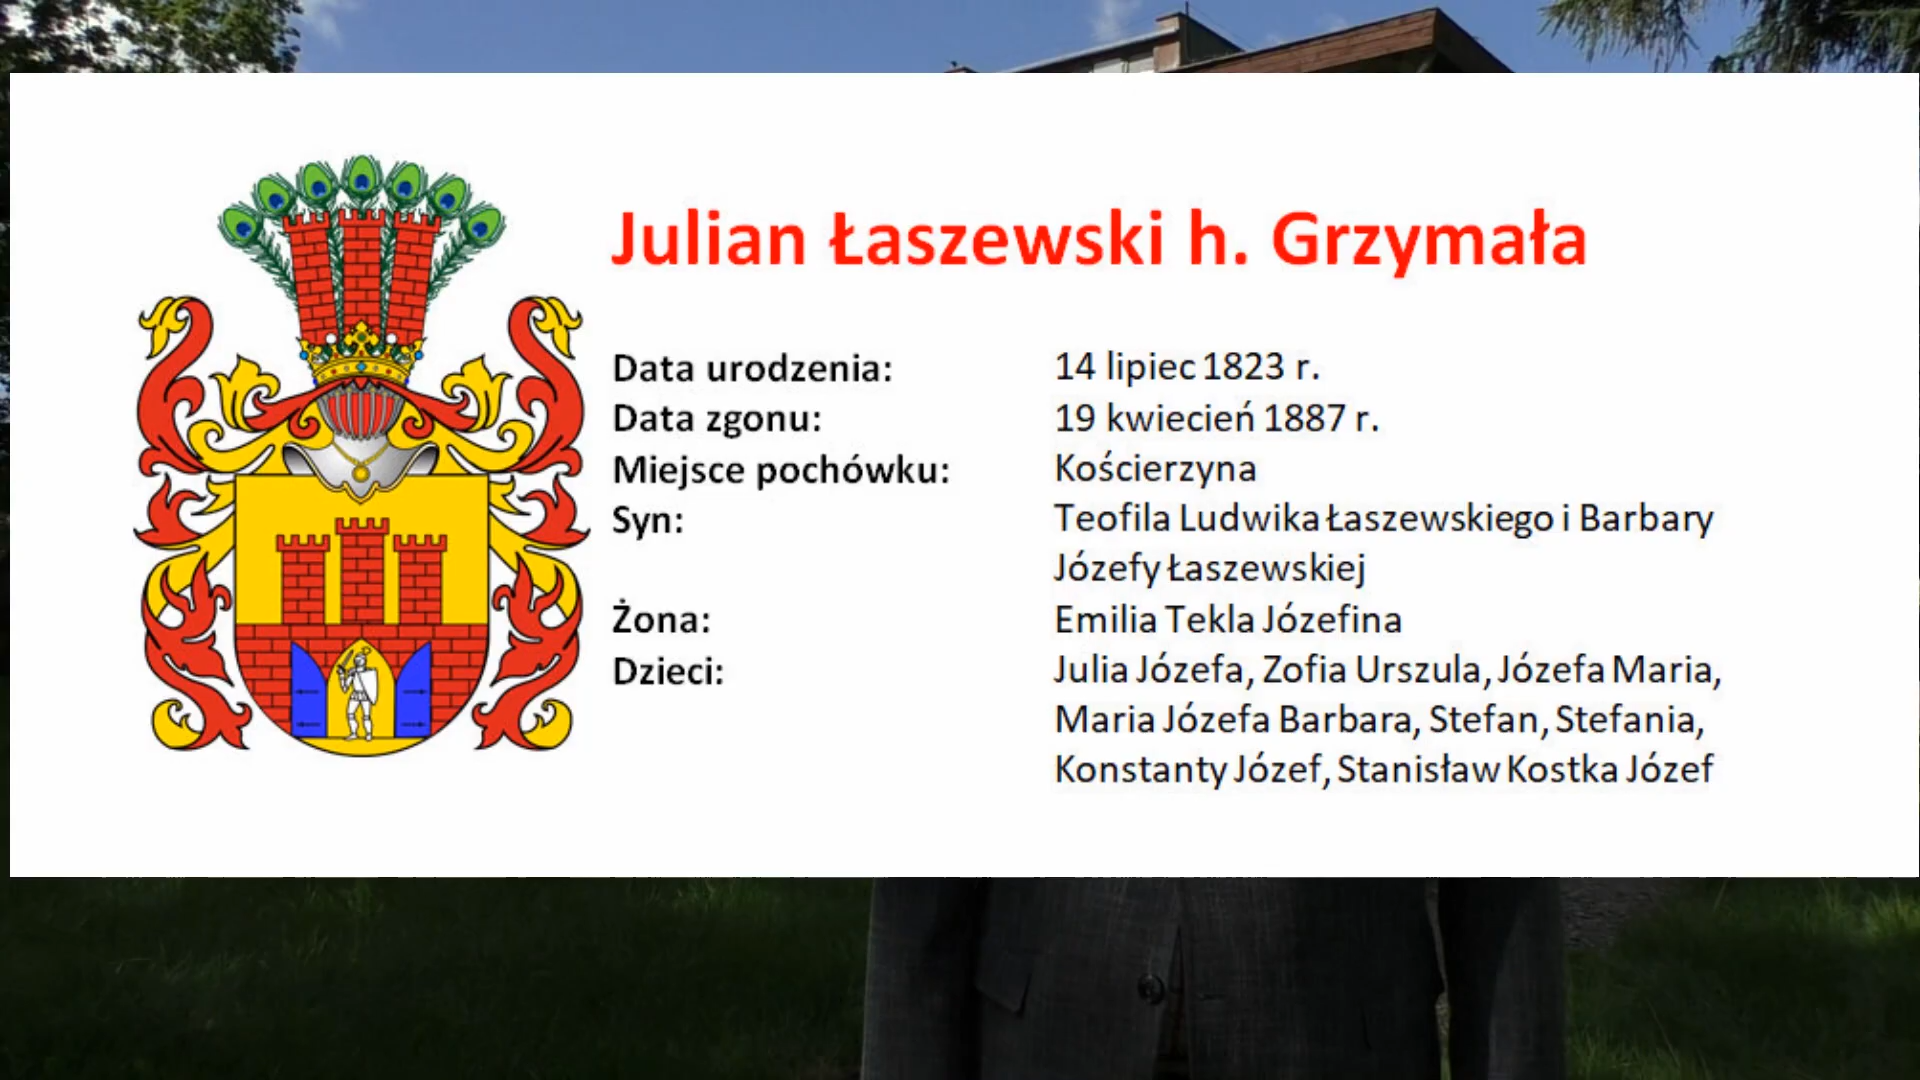 Julian Łaszewski h. Grzymała
Data urodzenia: 14 lipiec 1823 r.
Data zgonu: 19 kwiecień 1887 r.
Miejsce pochówku: Kościerzyna
Syn: Teofila Ludwika Łaszewskiego i Barbary
Józefy Łaszewskiej
Żona: Emilia Tekla Józefina
Dzieci: Julia Józefa, Zofia Urszula, Józefa Maria,
Maria Józefa Barbara, Stefan, Stefania,
Konstanty Józef, Stanisław Kostka Józef